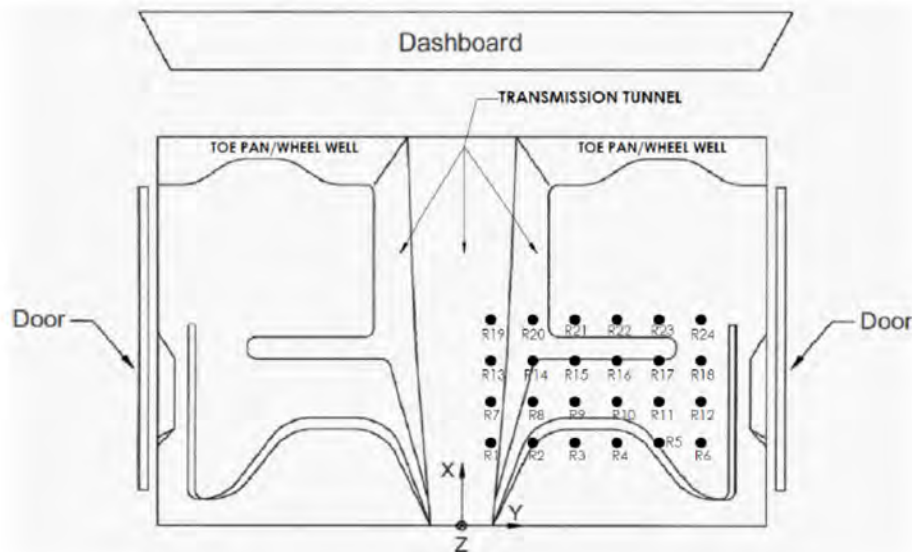 Dashboard
TRANSMISSION TUNNEL
TOE PAN/WHEEL WELL TOE PAN/WHEEL WELL
Door Door
R19 R20 R21 R22 R23 R24
R13 R14 R15 R16 R17 R18
R7 R8 R9 R10 R11 R12
R1 R2 R3 R4 R5 R6
X
Y
Z